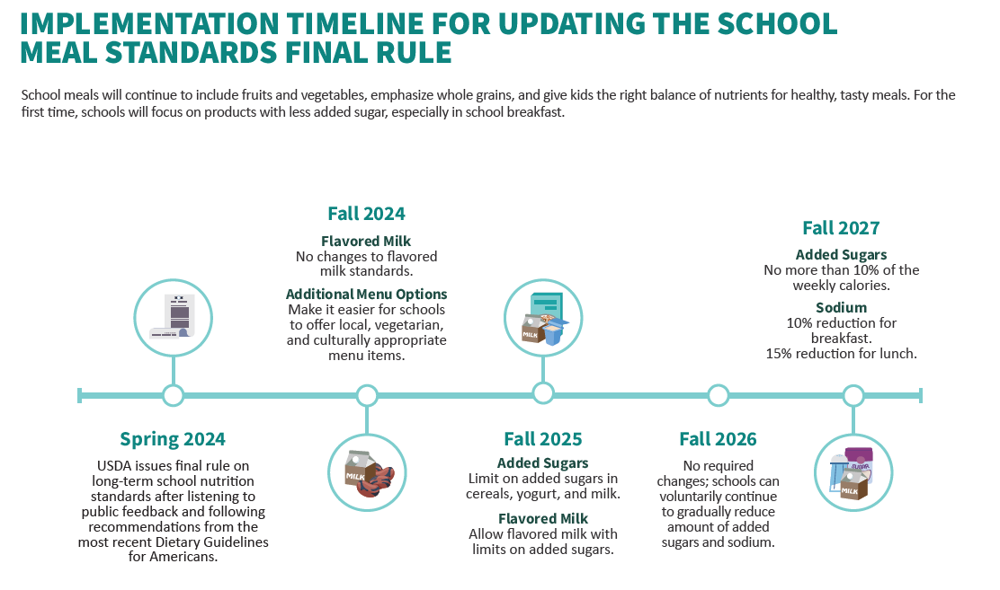 IMPLEMENTATION TIMELINE FOR UPDATING THE SCHOOL
MEAL STANDARDS FINAL RULE
School meals will continue to include fruits and vegetables, emphasize whole grains, and give kids the right balance of nutrients for healthy, tasty meals. For the
first time, schools will focus on products with less added sugar, especially in school breakfast.
Spring 2024
USDA issues final rule on
long-term school nutrition
standards after listening to
public feedback and following
recommendations from the
most recent Dietary Guidelines
for Americans.
Fall 2024
Flavored Milk
No changes to flavored
milk standards.
Additional Menu Options
Make it easier for schools
to offer local, vegetarian,
and culturally appropriate
menu items.
MILK
MILK
Fall 2025
Added Sugars
Limit on added sugars in
cereals, yogurt, and milk.
Flavored Milk
Allow flavored milk with
limits on added sugars.
Fall 2026
No required
changes; schools can
voluntarily continue
to gradually reduce
amount of added
sugars and sodium.
Fall 2027
Added Sugars
No more than 10% of the
weekly calories.
Sodium
10% reduction for
breakfast.
15% reduction for lunch.
SUGAR
MILK